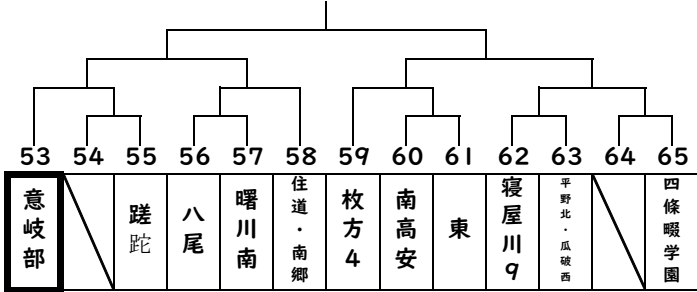 53 54 55 56 57 58 59 60 61 62 63 64 65
意岐部
蹉跎
八尾
曙川南
住道・南郷
枚方4
南高安
東
寝屋川9
平野北・瓜破西
四條畷学園